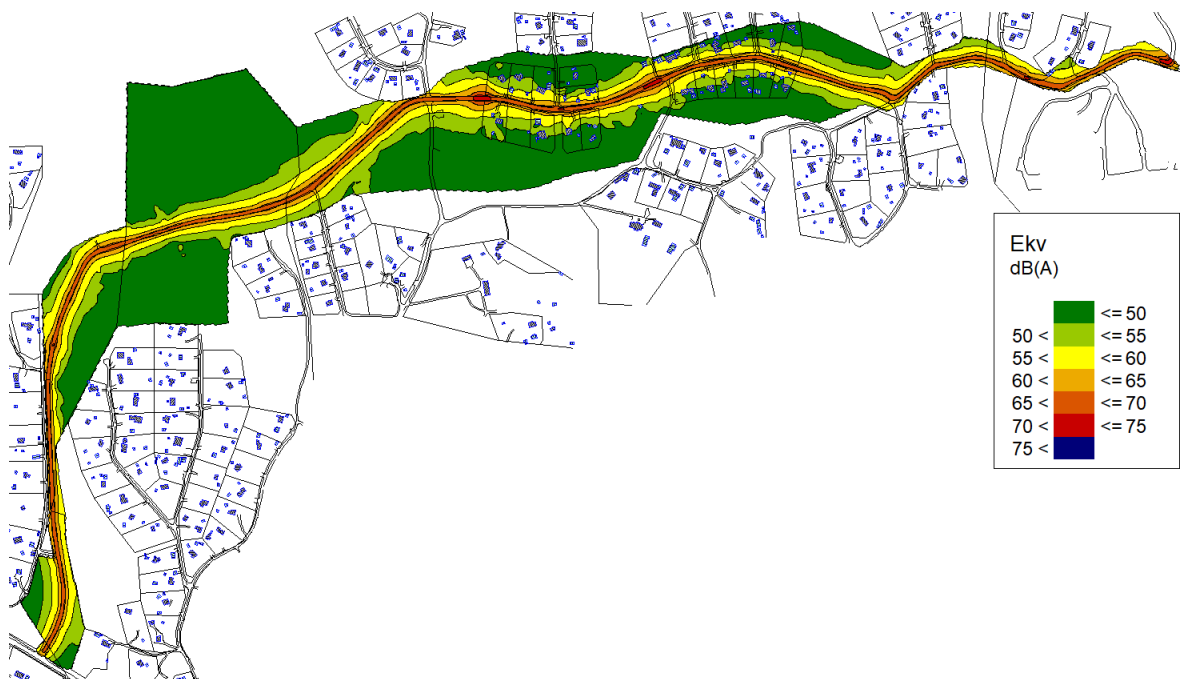 Ekv
dB(A)
<= 50
50 < <= 55
55 < <= 60
60 < <= 65
65 < <= 70
70 < <= 75
75 <